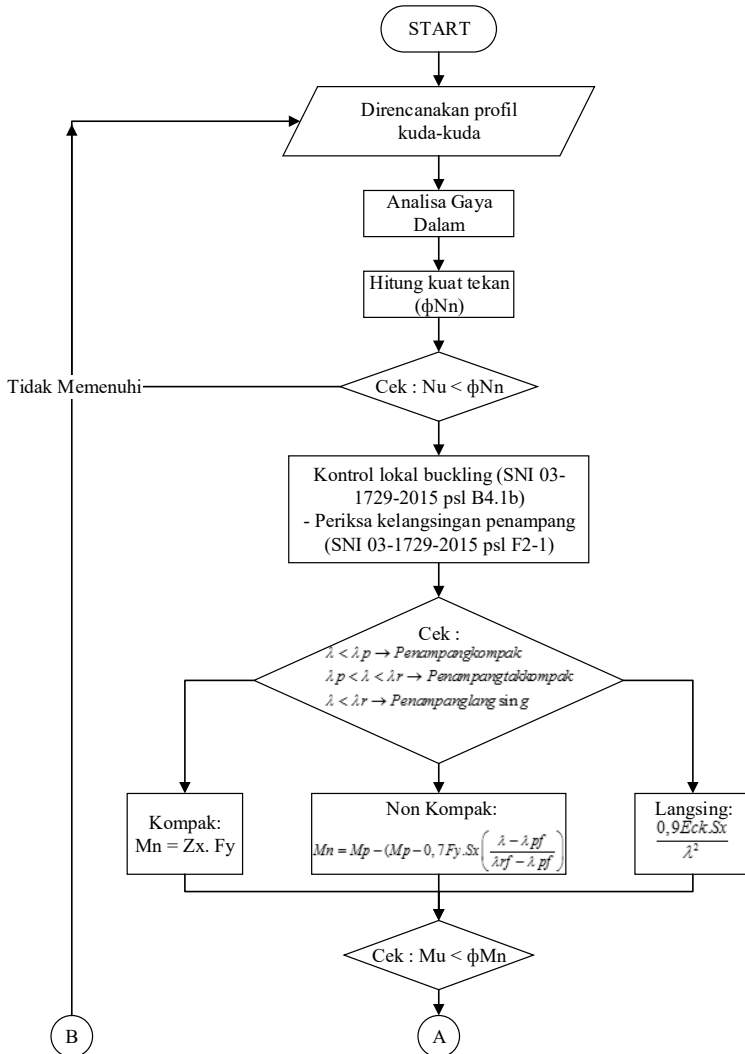 START
Direncanakan profil
kuda-kuda
Analisa Gaya
Dalam
Hitung kuat tekan
(ϕNn)
Tidak Memenuhi
Cek : Nu < ϕNn
Kontrol lokal buckling (SNI 03-
1729-2015 psl B4.1b)
- Periksa kelangsingan penampang
(SNI 03-1729-2015 psl F2-1)
Cek :
λ < λp → Penampangkompak
λp < λ < λr → Penampangtakkompak
λ < λr → Penampanglang sin g
Kompak:
Mn = Zx. Fy
Non Kompak:
Mn = Mp – (Mp – 0,7Fy.Sx((λ – λpf)/(λrf – λpf))
Langsing:
0,9Eck.Sx
λ²
Cek : Mu < ϕMn
B
A